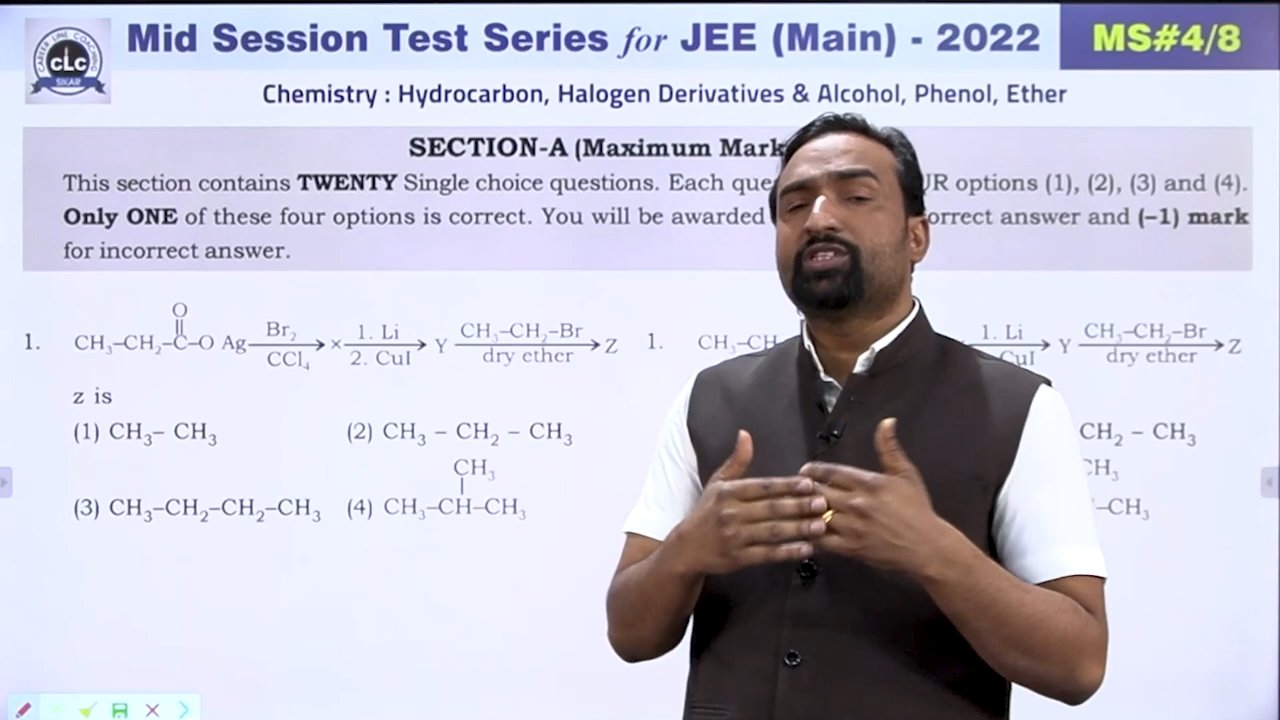 Mid Session Test Series for JEE (Main) - 2022
MS#4/8
CAREER LINE COACHING
cLc
SIKAR
Chemistry : Hydrocarbon, Halogen Derivatives & Alcohol, Phenol, Ether
SECTION-A (Maximum Mark
This section contains TWENTY Single choice questions. Each que UR options (1), (2), (3) and (4).
Only ONE of these four options is correct. You will be awarded orrect answer and (–1) mark
for incorrect answer.
O
1. CH₃–CH₂–C–O Ag Br₂ CCl₄ × 1. Li 2. CuI Y CH₃–CH₂–Br dry ether Z
1. CH₃–CH 1. Li CuI Y CH₃–CH₂–Br dry ether Z
z is
(1) CH₃– CH₃ (2) CH₃ – CH₂ – CH₃
CH₂ – CH₃
CH₃
CH₃
(3) CH₃–CH₂–CH₂–CH₃ (4) CH₃–CH–CH₃
–CH₃